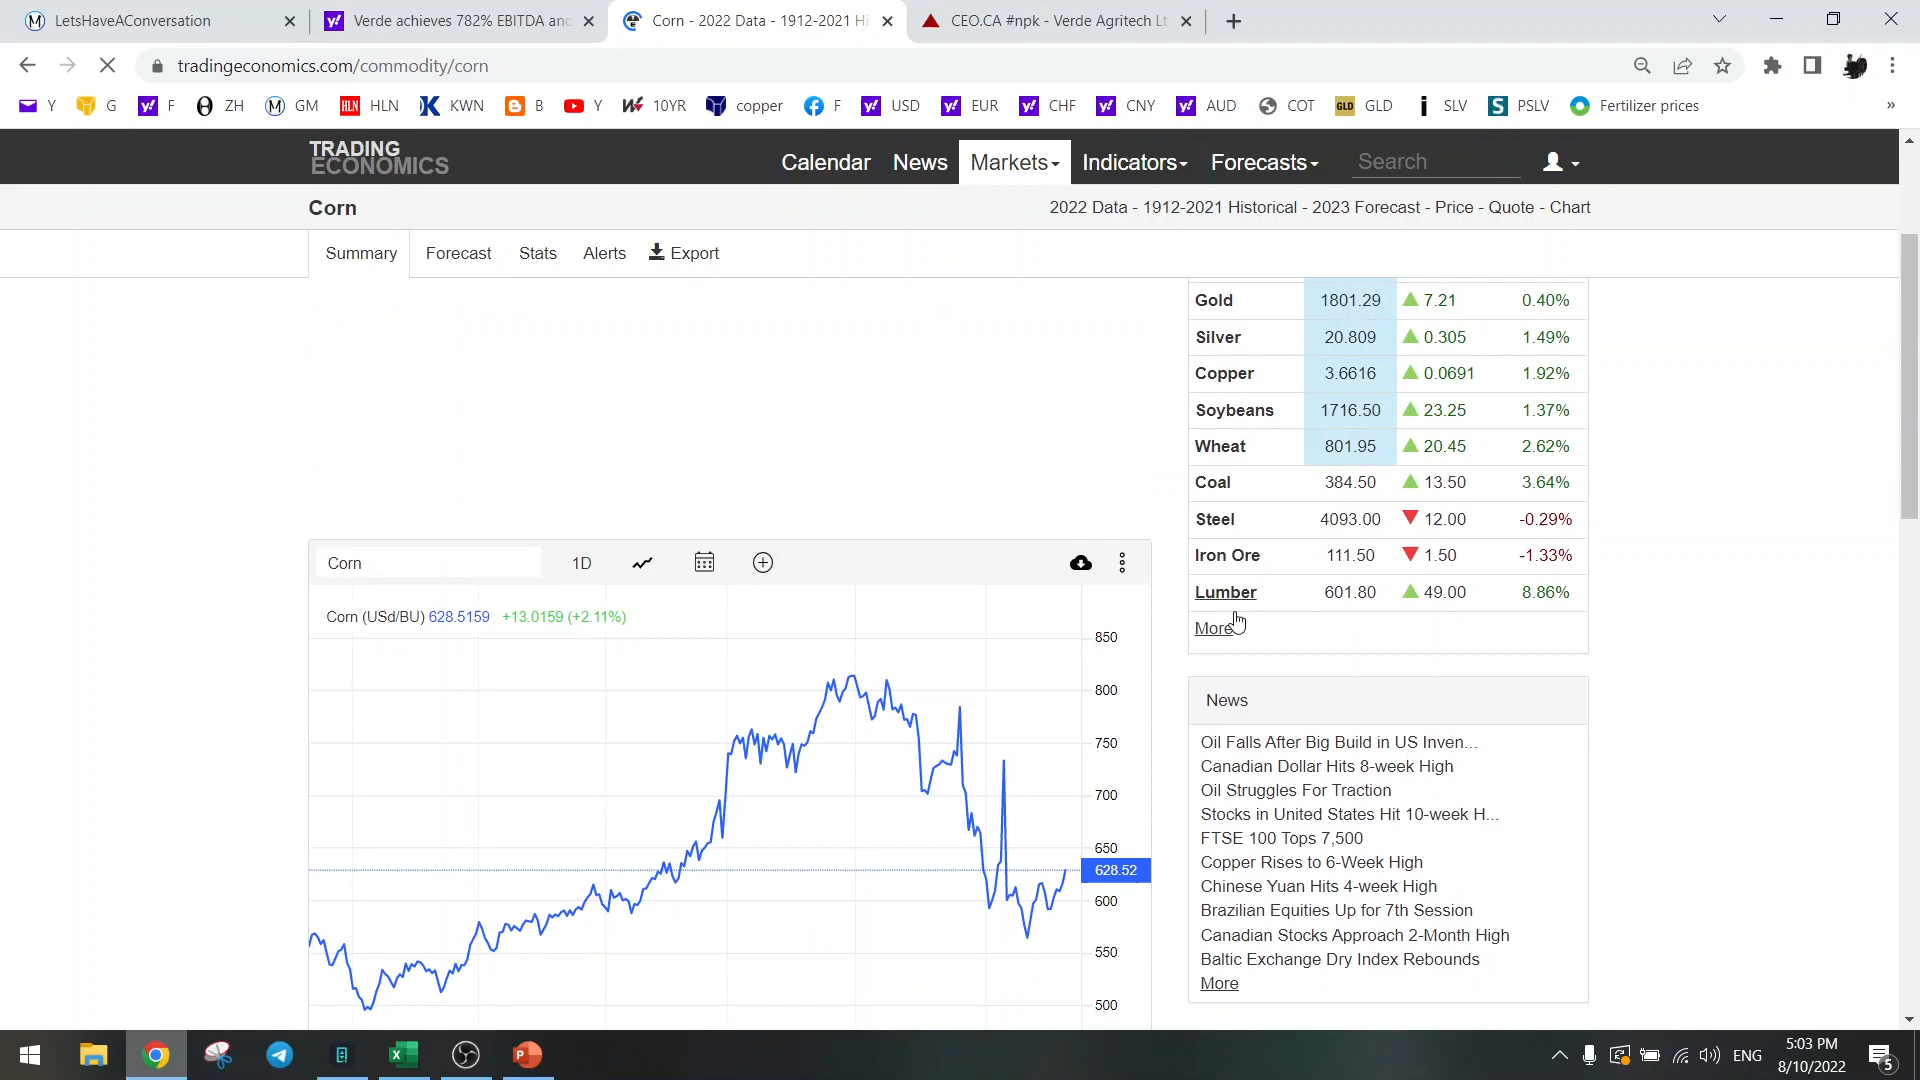 LetsHaveAConversation
Verde achieves 782% EBITDA and
Corn - 2022 Data - 1912-2021 Hi
CEO.CA #npk - Verde Agritech Lt
tradingeconomics.com/commodity/corn
Y G F ZH GM HLN KWN B Y 10YR copper F USD EUR CHF CNY AUD COT GLD SLV PSLV Fertilizer prices »
TRADING
ECONOMICS
Calendar News Markets Indicators Forecasts Search
Corn
2022 Data - 1912-2021 Historical - 2023 Forecast - Price - Quote - Chart
Summary Forecast Stats Alerts Export
Gold 1801.29 7.21 0.40%
Silver 20.809 0.305 1.49%
Copper 3.6616 0.0691 1.92%
Soybeans 1716.50 23.25 1.37%
Wheat 801.95 20.45 2.62%
Coal 384.50 13.50 3.64%
Steel 4093.00 12.00 -0.29%
Iron Ore 111.50 1.50 -1.33%
Lumber 601.80 49.00 8.86%
More
Corn 1D
Corn (USd/BU) 628.5159 +13.0159 (+2.11%)
850
800
750
700
650
628.52
600
550
500
News
Oil Falls After Big Build in US Inven...
Canadian Dollar Hits 8-week High
Oil Struggles For Traction
Stocks in United States Hit 10-week H...
FTSE 100 Tops 7,500
Copper Rises to 6-Week High
Chinese Yuan Hits 4-week High
Brazilian Equities Up for 7th Session
Canadian Stocks Approach 2-Month High
Baltic Exchange Dry Index Rebounds
More
ENG
5:03 PM
8/10/2022
5